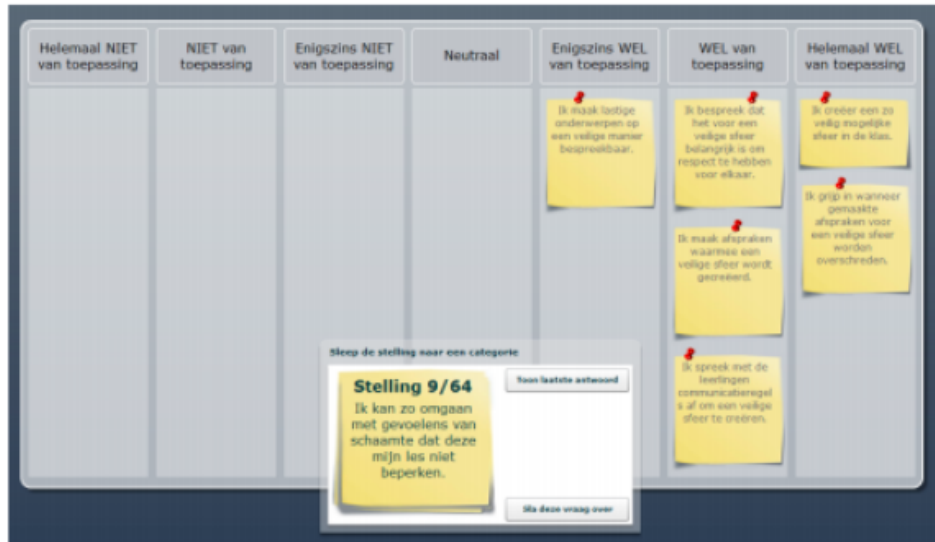 Helemaal NIET
van toepassing
NIET van
toepassing
Enigszins NIET
van toepassing
Neutraal
Enigszins WEL
van toepassing
WEL van
toepassing
Helemaal WEL
van toepassing
Ik maak lastige
onderwerpen op
een veilige manier
bespreekbaar.
Ik bespreek dat
het voor een
veilige sfeer
belangrijk is om
respect te hebben
voor elkaar.
Ik maak afspraken
waarmee een
veilige sfeer wordt
gecreëerd.
Ik spreek met de
leerlingen
communicatieregel
s af om een veilige
sfeer te creëren.
Ik creëer een zo
veilig mogelijke
sfeer in de klas.
Ik grijp in wanneer
gemaakte
afspraken voor
een veilige sfeer
worden
overschreden.
Sleep de stelling naar een categorie
Stelling 9/64
Ik kan zo omgaan
met gevoelens van
schaamte dat deze
mijn les niet
beperken.
Toon laatste antwoord
Sla deze vraag over